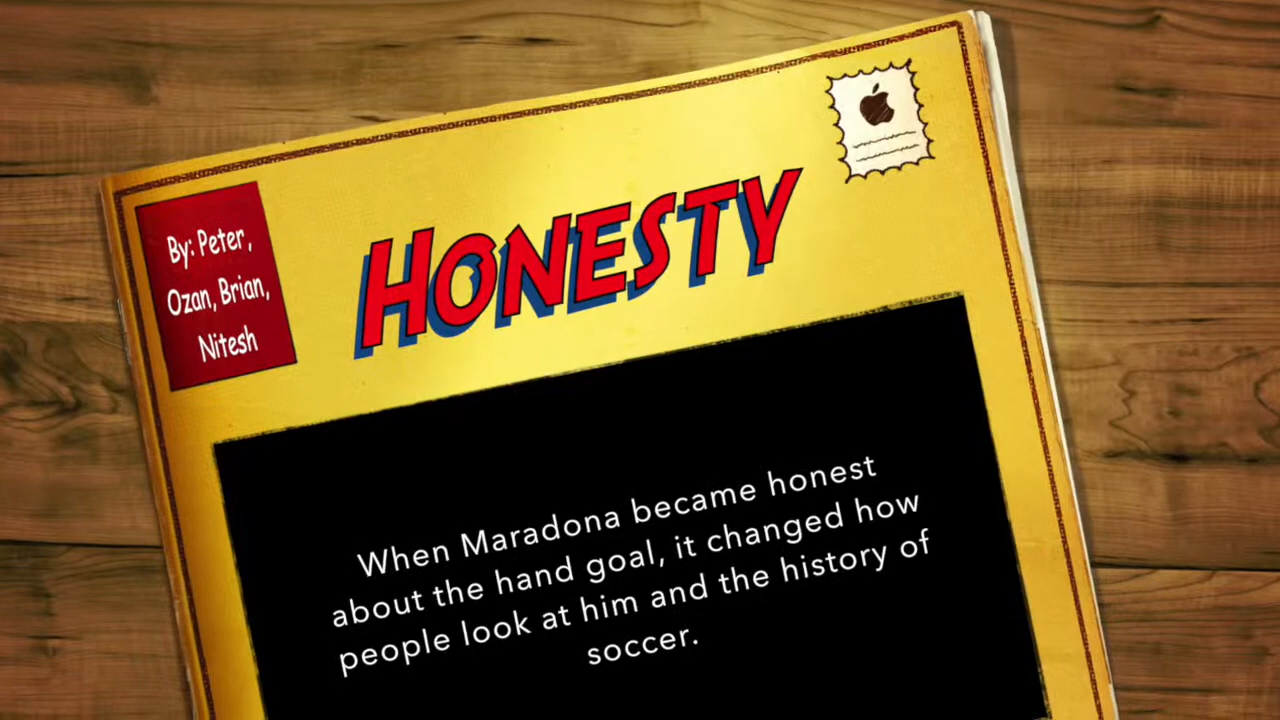 By: Peter,
Ozan, Brian,
Nitesh
HONESTY
When Maradona became honest
about the hand goal, it changed how
people look at him and the history of
soccer.